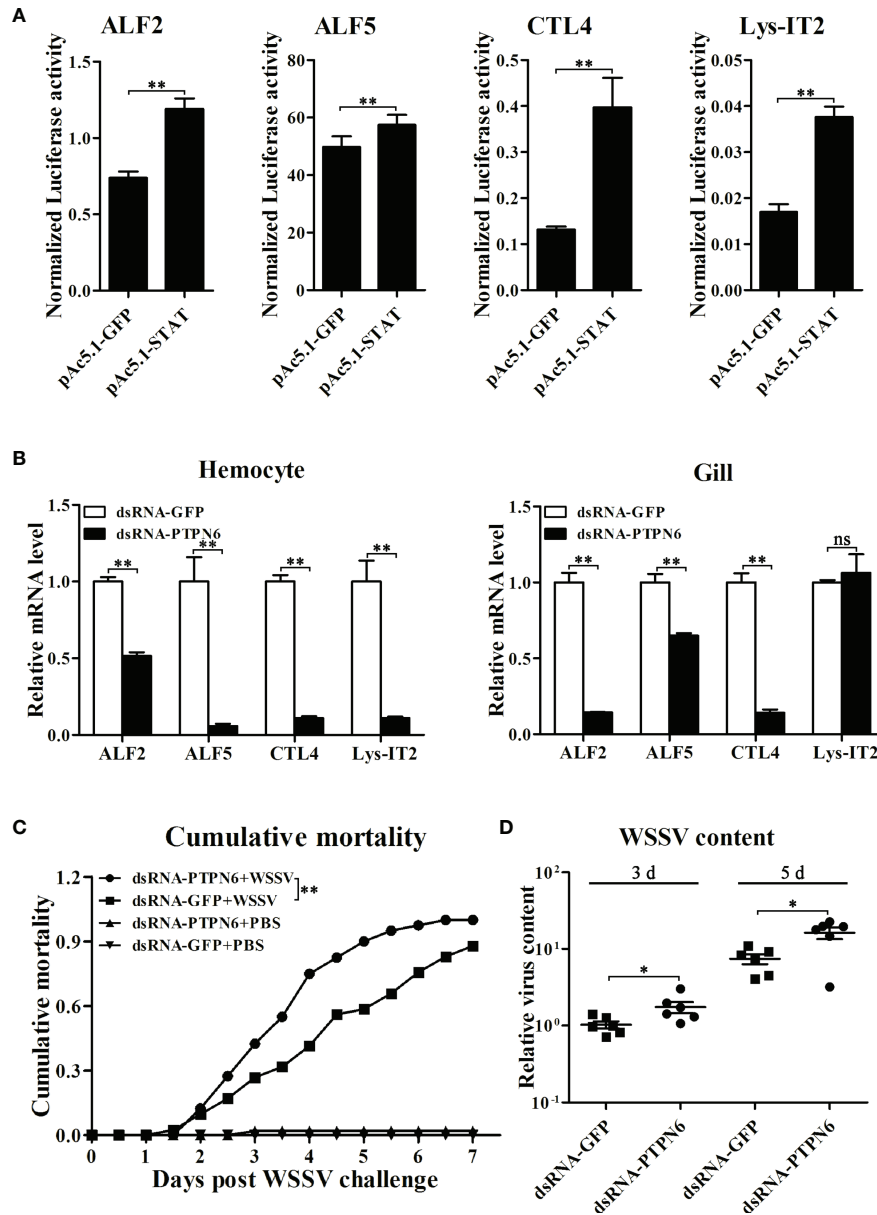 A
ALF2
ALF5
CTL4
Lys-IT2
Normalized Luciferase activity
1.5
1.0
0.5
0.0
**
pAc5.1-GFP
pAc5.1-STAT
Normalized Luciferase activity
80
60
40
20
0
**
pAc5.1-GFP
pAc5.1-STAT
Normalized Luciferase activity
0.5
0.4
0.3
0.2
0.1
0.0
**
pAc5.1-GFP
pAc5.1-STAT
Normalized Luciferase activity
0.05
0.04
0.03
0.02
0.01
0.00
**
pAc5.1-GFP
pAc5.1-STAT
B
Hemocyte
Relative mRNA level
1.5
1.0
0.5
0.0
dsRNA-GFP
dsRNA-PTPN6
**
**
**
**
ALF2
ALF5
CTL4
Lys-IT2
Gill
Relative mRNA level
1.5
1.0
0.5
0.0
dsRNA-GFP
dsRNA-PTPN6
**
**
**
ns
ALF2
ALF5
CTL4
Lys-IT2
C
Cumulative mortality
Cumulative mortality
1.2
0.9
0.6
0.3
0.0
dsRNA-PTPN6+WSSV
dsRNA-GFP+WSSV
dsRNA-PTPN6+PBS
dsRNA-GFP+PBS
**
0 1 2 3 4 5 6 7
Days post WSSV challenge
D
WSSV content
Relative virus content
10²
10¹
10⁰
10⁻¹
3 d
5 d
*
*
dsRNA-GFP
dsRNA-PTPN6
dsRNA-GFP
dsRNA-PTPN6